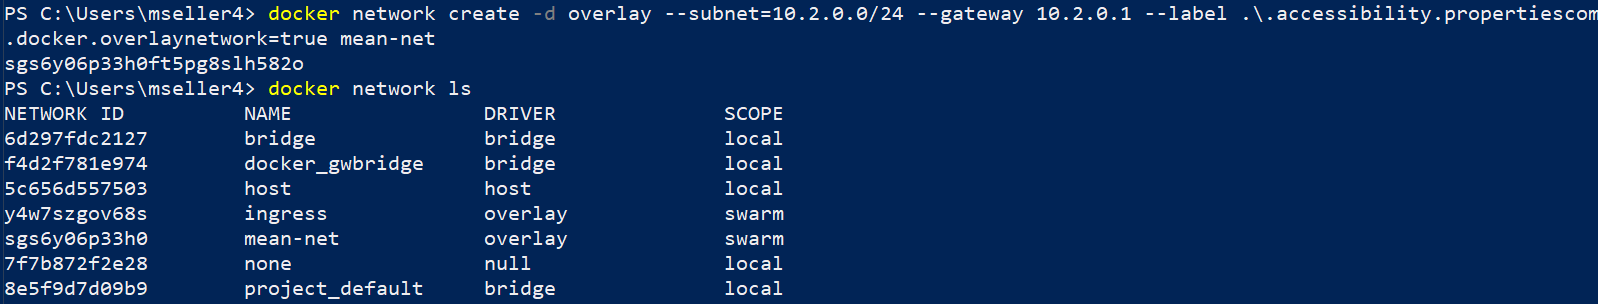 PS C:\Users\mseller4> docker network create -d overlay --subnet=10.2.0.0/24 --gateway 10.2.0.1 --label .\.accessibility.propertiescom
.docker.overlaynetwork=true mean-net
sgs6y06p33h0ft5pg8slh582o
PS C:\Users\mseller4> docker network ls
NETWORK ID NAME DRIVER SCOPE
6d297fdc2127 bridge bridge local
f4d2f781e974 docker_gwbridge bridge local
5c656d557503 host host local
y4w7szgov68s ingress overlay swarm
sgs6y06p33h0 mean-net overlay swarm
7f7b872f2e28 none null local
8e5f9d7d09b9 project_default bridge local